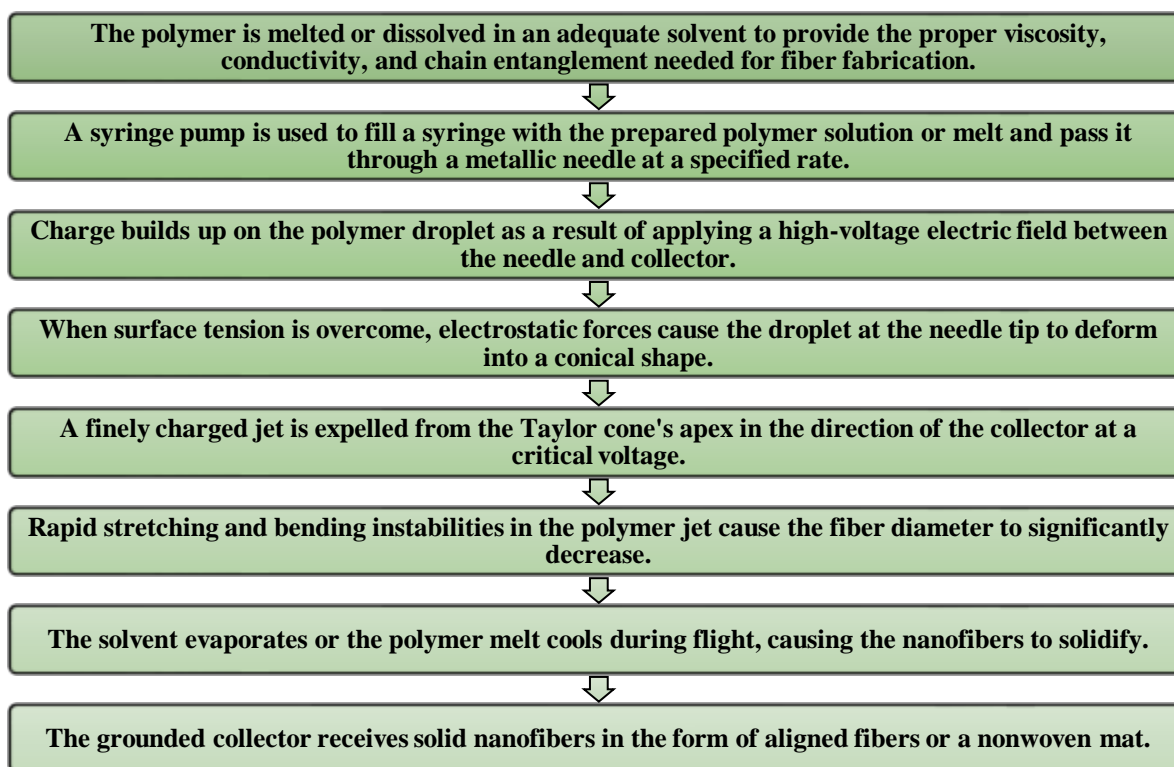 The polymer is melted or dissolved in an adequate solvent to provide the proper viscosity,
conductivity, and chain entanglement needed for fiber fabrication.
A syringe pump is used to fill a syringe with the prepared polymer solution or melt and pass it
through a metallic needle at a specified rate.
Charge builds up on the polymer droplet as a result of applying a high-voltage electric field between
the needle and collector.
When surface tension is overcome, electrostatic forces cause the droplet at the needle tip to deform
into a conical shape.
A finely charged jet is expelled from the Taylor cone's apex in the direction of the collector at a
critical voltage.
Rapid stretching and bending instabilities in the polymer jet cause the fiber diameter to significantly
decrease.
The solvent evaporates or the polymer melt cools during flight, causing the nanofibers to solidify.
The grounded collector receives solid nanofibers in the form of aligned fibers or a nonwoven mat.